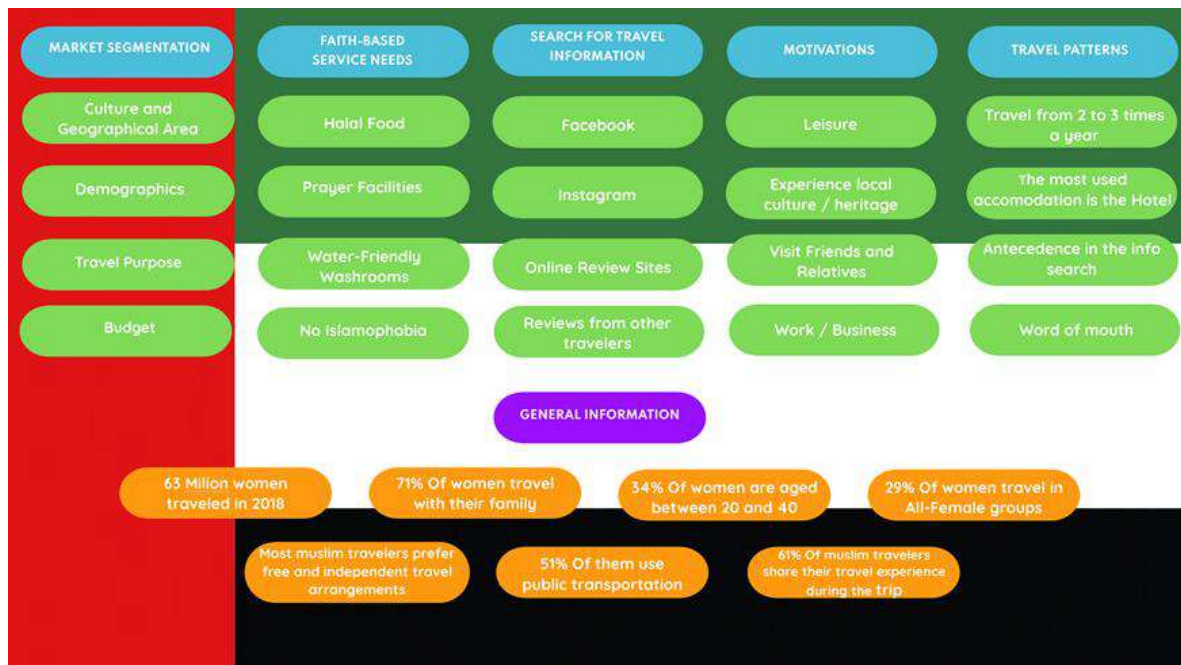 MARKET SEGMENTATION
Culture and
Geographical Area
Demographics
Travel Purpose
Budget
FAITH-BASED
SERVICE NEEDS
Halal Food
Prayer Facilities
Water-Friendly
Washrooms
No Islamophobia
SEARCH FOR TRAVEL
INFORMATION
Facebook
Instagram
Online Review Sites
Reviews from other
travelers
MOTIVATIONS
Leisure
Experience local
culture / heritage
Visit Friends and
Relatives
Work / Business
TRAVEL PATTERNS
Travel from 2 to 3 times
a year
The most used
accomodation is the Hotel
Antecedence in the info
search
Word of mouth
GENERAL INFORMATION
63 Milion women
traveled in 2018
71% Of women travel
with their family
34% Of women are aged
between 20 and 40
29% Of women travel in
All-Female groups
Most muslim travelers prefer
free and independent travel
arrangements
51% Of them use
public transportation
61% Of muslim travelers
share their travel experience
during the trip